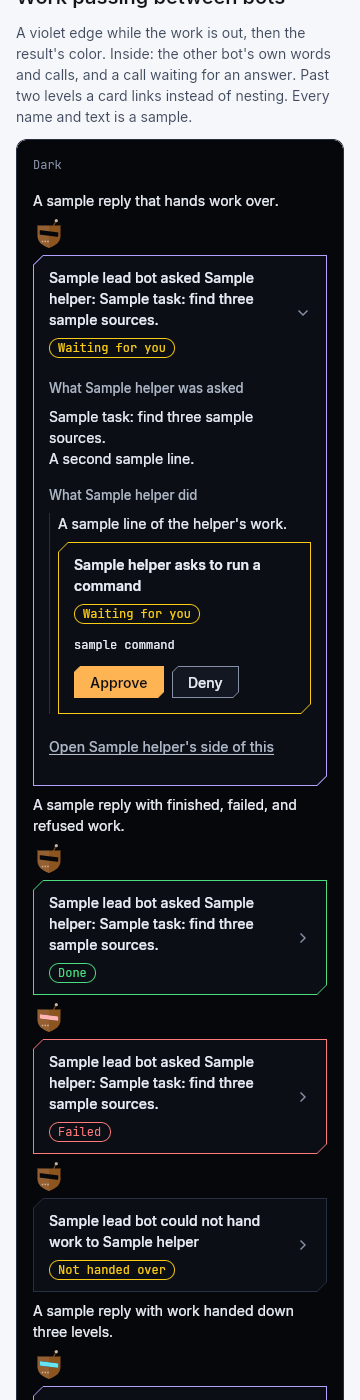 Work passing between bots
A violet edge while the work is out, then the
result's color. Inside: the other bot's own words
and calls, and a call waiting for an answer. Past
two levels a card links instead of nesting. Every
name and text is a sample.
Dark
A sample reply that hands work over.
Sample lead bot asked Sample
helper: Sample task: find three
sample sources.
Waiting for you
What Sample helper was asked
Sample task: find three sample
sources.
A second sample line.
What Sample helper did
A sample line of the helper's work.
Sample helper asks to run a
command
Waiting for you
sample command
Approve
Deny
Open Sample helper's side of this
A sample reply with finished, failed, and
refused work.
Sample lead bot asked Sample
helper: Sample task: find three
sample sources.
Done
Sample lead bot asked Sample
helper: Sample task: find three
sample sources.
Failed
Sample lead bot could not hand
work to Sample helper
Not handed over
A sample reply with work handed down
three levels.